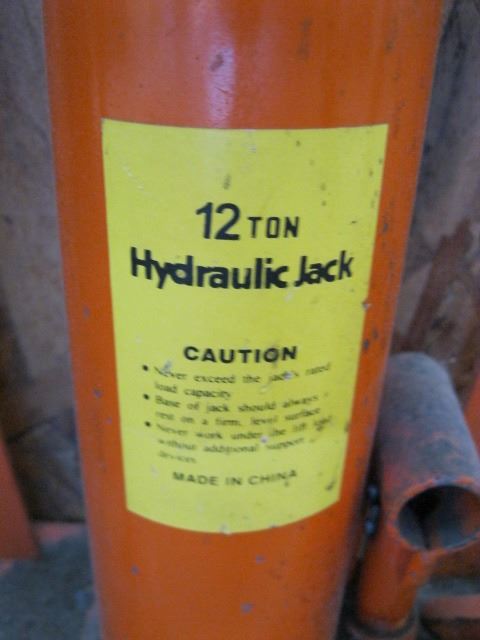 12 TON
Hydraulic Jack
CAUTION
• Never exceed the jack's rated
load capacity
• Base of jack should always
rest on a firm, level surface
• Never work under the lift
without additional support
devices
MADE IN CHINA